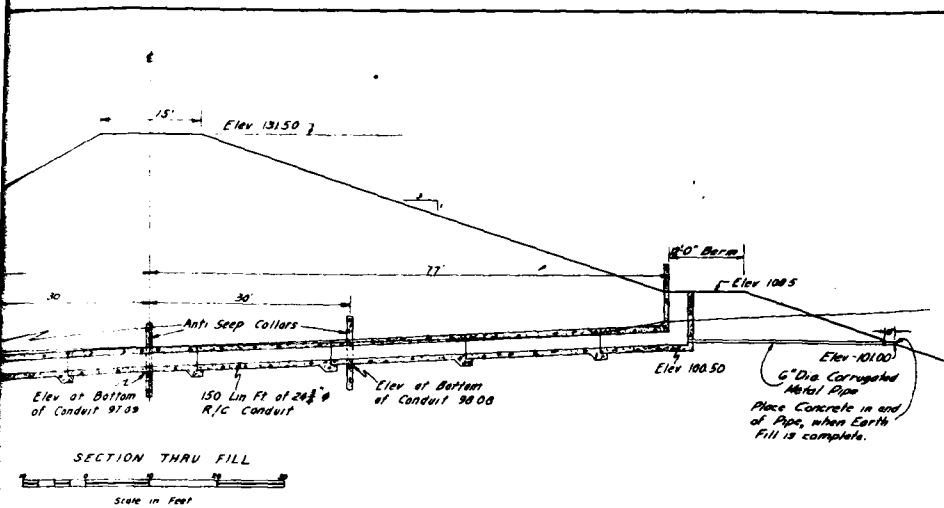 15'
Elev 131.50
3
1
12'-0" Berm
77'
Elev 108.5
30
30'
Anti Seep Collars
Elev at Bottom
of Conduit 97.09
150 Lin Ft of 24
R/C Conduit
Elev at Bottom
of Conduit 98.08
Elev 100.50
Elev 101.00
6" Dia. Corrugated
Metal Pipe
Place Concrete in end
of Pipe, when Earth
Fill is complete.
SECTION THRU FILL
Scale in Feet